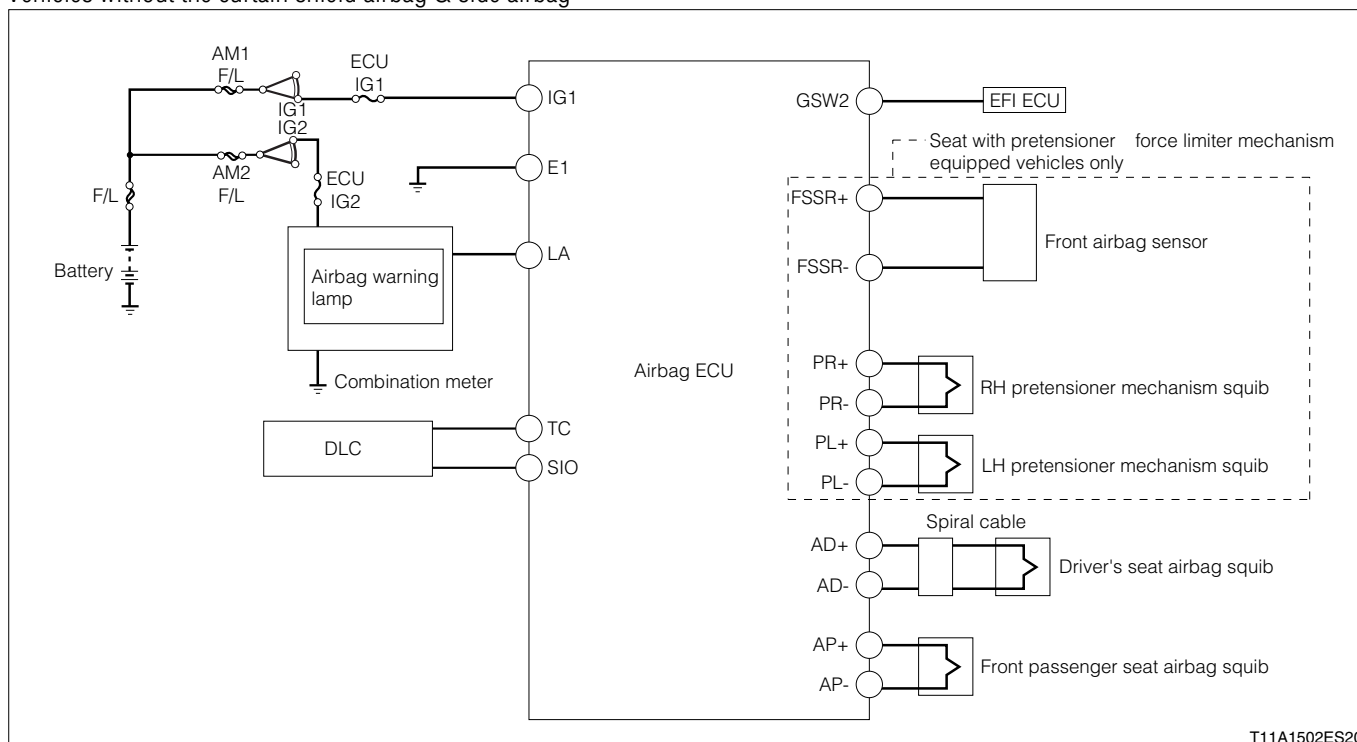 AM1
F/L
ECU
IG1
IG1
IG2
AM2
F/L
ECU
IG2
F/L
Battery
Airbag warning
lamp
Combination meter
DLC
IG1
E1
LA
TC
SIO
Airbag ECU
GSW2
EFI ECU
Seat with pretensioner force limiter mechanism
equipped vehicles only
FSSR+
FSSR-
Front airbag sensor
PR+
PR-
RH pretensioner mechanism squib
PL+
PL-
LH pretensioner mechanism squib
Spiral cable
AD+
AD-
Driver's seat airbag squib
AP+
AP-
Front passenger seat airbag squib
T11A1502ES20